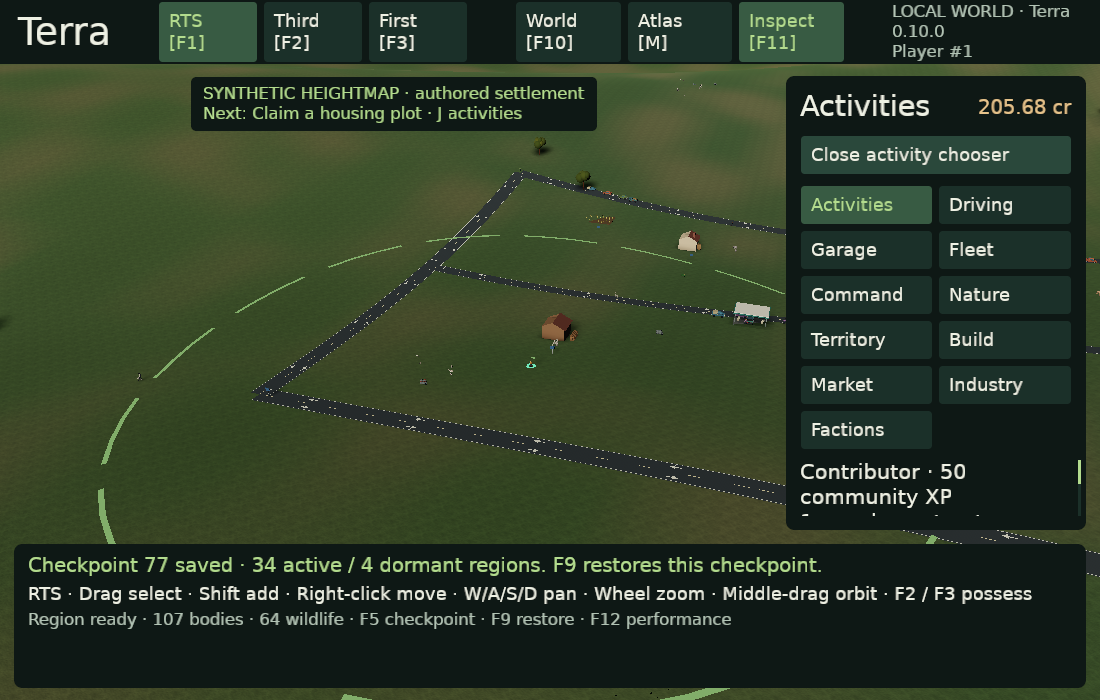 Terra
RTS
[F1]
Third
[F2]
First
[F3]
World
[F10]
Atlas
[M]
Inspect
[F11]
LOCAL WORLD · Terra
0.10.0
Player #1
SYNTHETIC HEIGHTMAP · authored settlement
Next: Claim a housing plot · J activities
Activities
205.68 cr
Close activity chooser
Activities
Driving
Garage
Fleet
Command
Nature
Territory
Build
Market
Industry
Factions
Contributor · 50
community XP
Checkpoint 77 saved · 34 active / 4 dormant regions. F9 restores this checkpoint.
RTS · Drag select · Shift add · Right-click move · W/A/S/D pan · Wheel zoom · Middle-drag orbit · F2 / F3 possess
Region ready · 107 bodies · 64 wildlife · F5 checkpoint · F9 restore · F12 performance